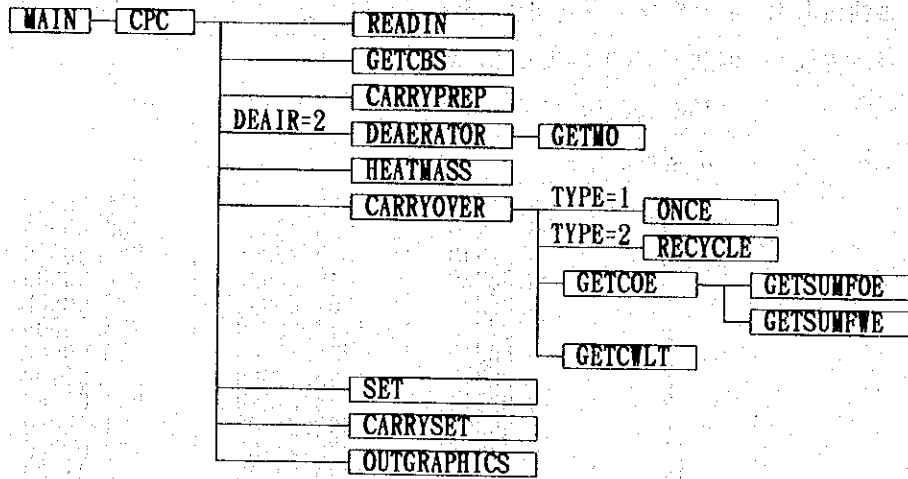 MAIN CPC READIN
GETCBS
CARRYPREP
DEAIR=2 DEAERATOR GETMO
HEATMASS
CARRYOVER TYPE=1 ONCE
TYPE=2 RECYCLE
GETCOE GETSUMFOE
GETSUMFWE
GETCWLT
SET
CARRYSET
OUTGRAPHICS